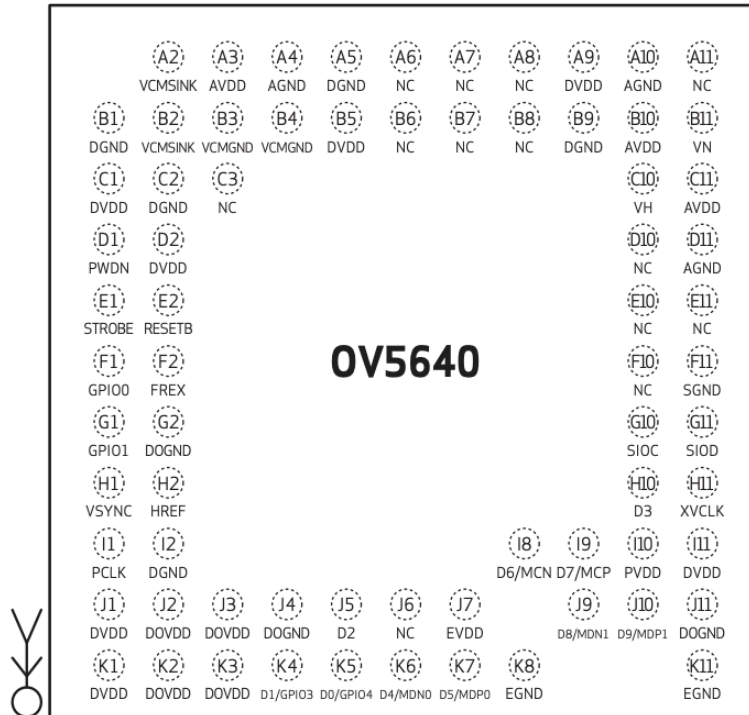 A2 A3 A4 A5 A6 A7 A8 A9 A10 A11
VCMSINK AVDD AGND DGND NC NC NC DVDD AGND NC
B1 B2 B3 B4 B5 B6 B7 B8 B9 B10 B11
DGND VCMSINK VCMGND VCMGND DVDD NC NC NC DGND AVDD VN
C1 C2 C3 C10 C11
DVDD DGND NC VH AVDD
D1 D2 D10 D11
PWDN DVDD NC AGND
E1 E2 E10 E11
STROBE RESETB NC NC
OV5640
F1 F2 F10 F11
GPIO0 FREX NC SGND
G1 G2 G10 G11
GPIO1 DOGND SIOC SIOD
H1 H2 H10 H11
VSYNC HREF D3 XVCLK
I1 I2 I8 I9 I10 I11
PCLK DGND D6/MCN D7/MCP PVDD DVDD
J1 J2 J3 J4 J5 J6 J7 J9 J10 J11
DVDD DOVDD DOVDD DOGND D2 NC EVDD D8/MDN1 D9/MDP1 DOGND
K1 K2 K3 K4 K5 K6 K7 K8 K11
DVDD DOVDD DOVDD D1/GPIO3 D0/GPIO4 D4/MDN0 D5/MDP0 EGND EGND